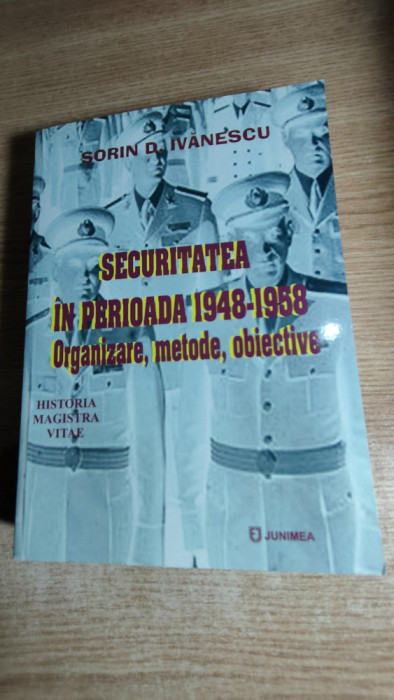 SORIN D. IVĂNESCU
SECURITATEA
ÎN PERIOADA 1948-1958
Organizare, metode, obiective
HISTORIA
MAGISTRA
VITAE
JUNIMEA